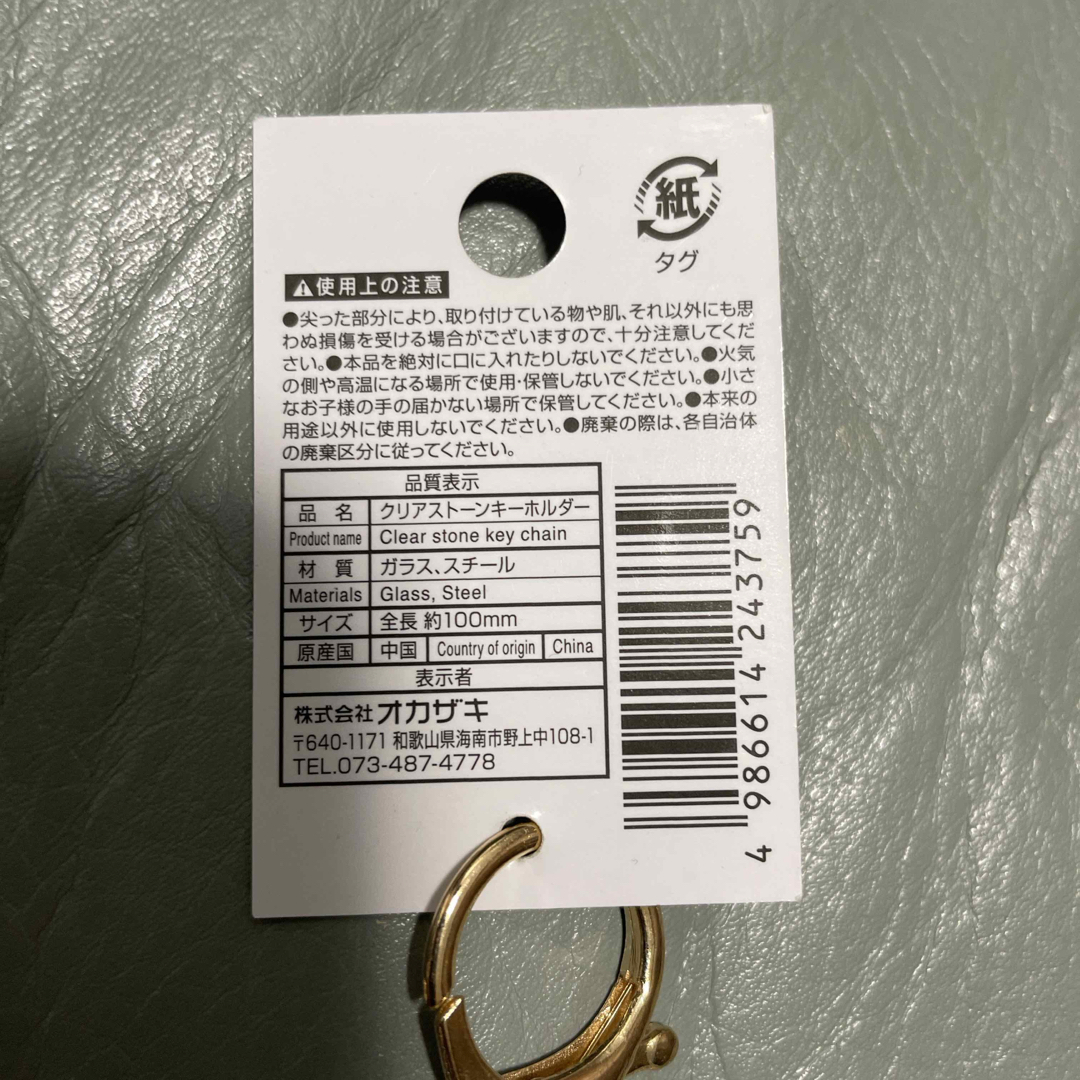 紙
タグ
⚠使用上の注意
●尖った部分により、取り付けている物や肌、それ以外にも思
わぬ損傷を受ける場合がございますので、十分注意してくだ
さい。●本品を絶対に口に入れたりしないでください。●火気
の側や高温になる場所で使用・保管しないでください。●小さ
なお子様の手の届かない場所で保管してください。●本来の
用途以外に使用しないでください。●廃棄の際は、各自治体
の廃棄区分に従ってください。
品質表示
品 名 クリアストーンキーホルダー
Product name Clear stone key chain
材 質 ガラス、スチール
Materials Glass, Steel
サイズ 全長 約100mm
原産国 中国 Country of origin China
表示者
株式会社オカザキ
〒640-1171 和歌山県海南市野上中108-1
TEL.073-487-4778
4 986614 243759